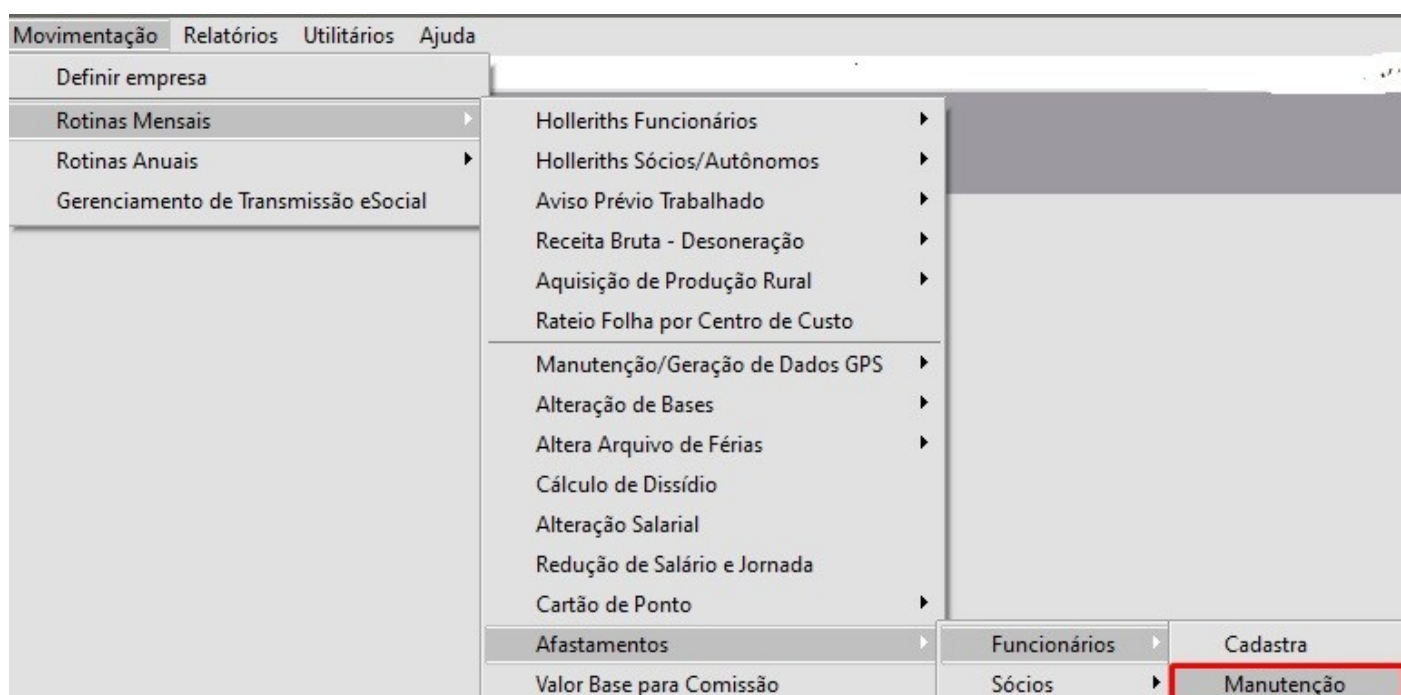 Movimentação Relatórios Utilitários Ajuda
Definir empresa
Rotinas Mensais
Rotinas Anuais
Gerenciamento de Transmissão eSocial
Holleriths Funcionários
Holleriths Sócios/Autônomos
Aviso Prévio Trabalhado
Receita Bruta - Desoneração
Aquisição de Produção Rural
Rateio Folha por Centro de Custo
Manutenção/Geração de Dados GPS
Alteração de Bases
Altera Arquivo de Férias
Cálculo de Dissídio
Alteração Salarial
Redução de Salário e Jornada
Cartão de Ponto
Afastamentos
Valor Base para Comissão
Funcionários
Sócios
Cadastra
Manutenção